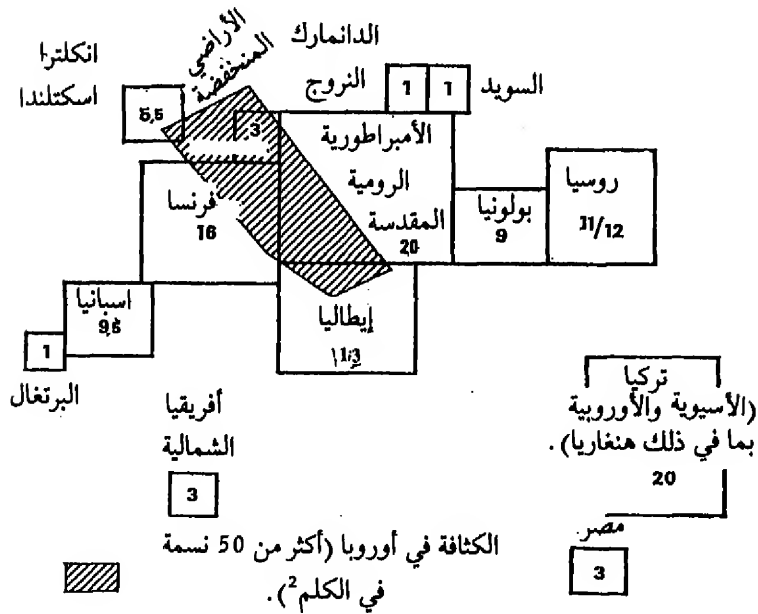 الدانمارك
الأراضي
المنخفضة
انكلترا
اسكتلندا
5,5
النروج
1
1
السويد
3
الأمبراطورية
الرومية
المقدسة
20
فرنسا
16
بولونيا
9
روسيا
11/12
اسبانيا
9,5
إيطاليا
1
البرتغال
أفريقيا
الشمالية
3
تركيا
(الأسيوية والأوروبية
بما في ذلك هنغاريا).
20
مصر
3
الكثافة في أوروبا (أكثر من 50 نسمة
في الكلم²).